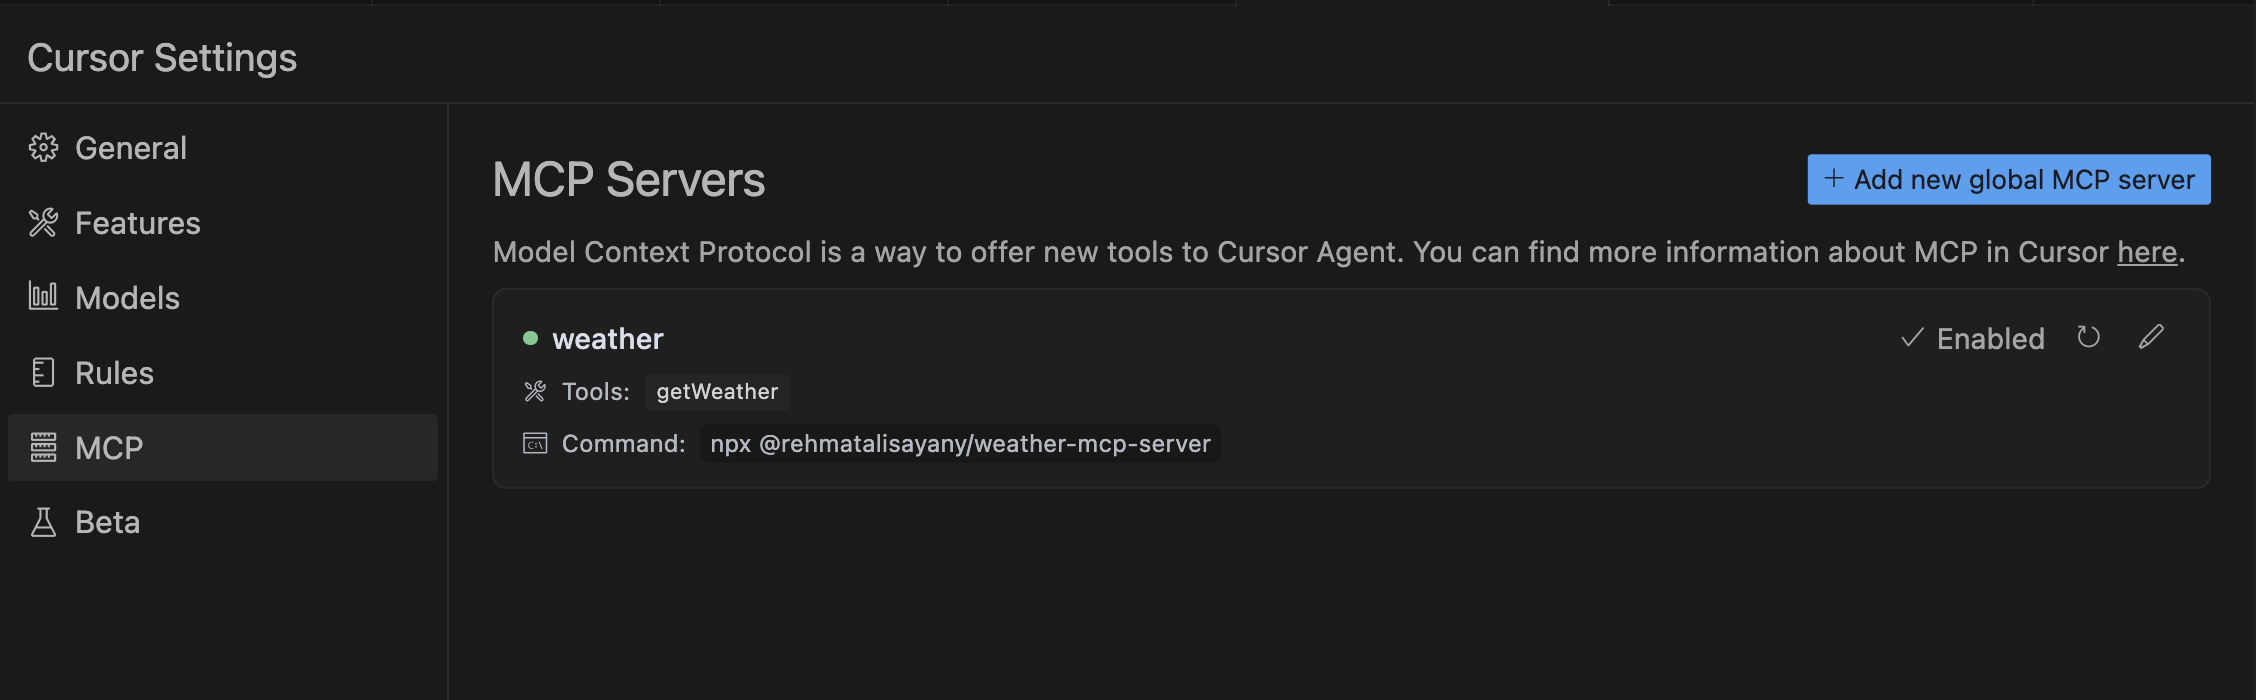 Cursor Settings
General
Features
Models
Rules
MCP
Beta
MCP Servers
+ Add new global MCP server
Model Context Protocol is a way to offer new tools to Cursor Agent. You can find more information about MCP in Cursor here.
weather
Enabled
Tools: getWeather
C:\ Command: npx @rehmatalisayany/weather-mcp-server